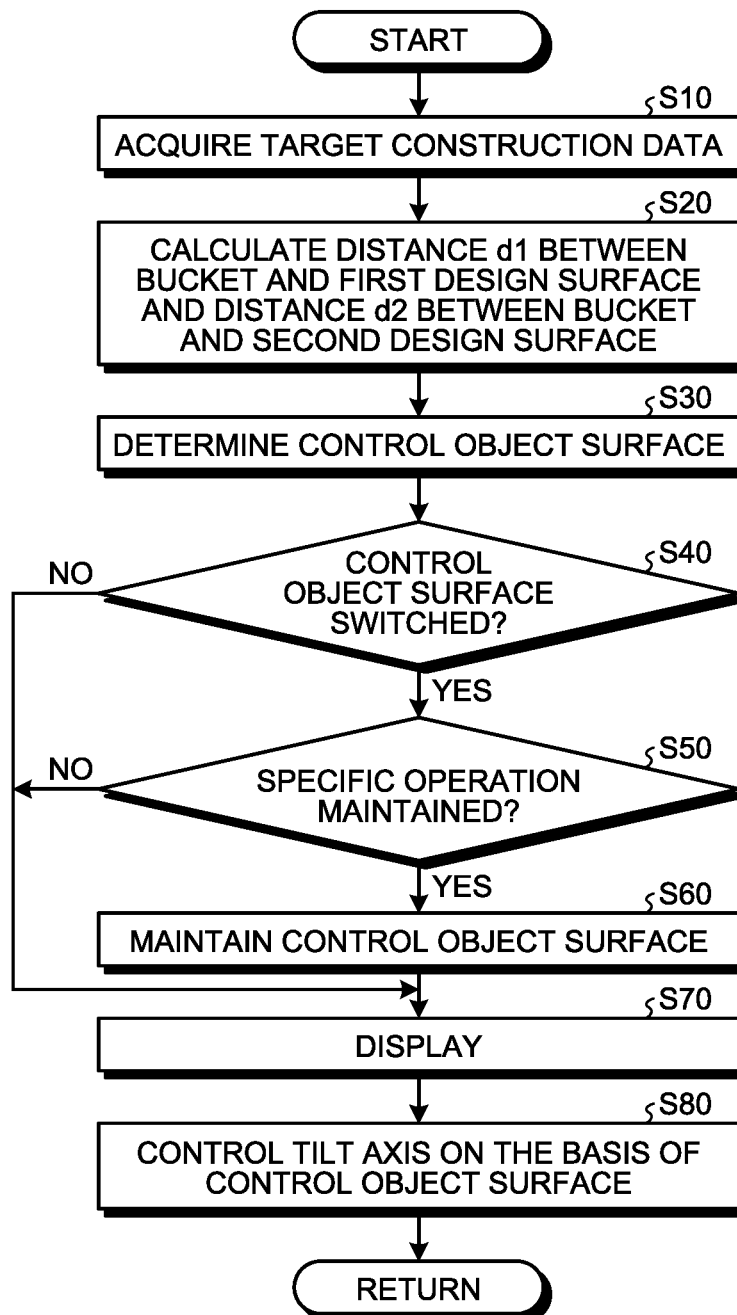 START
S10
ACQUIRE TARGET CONSTRUCTION DATA
S20
CALCULATE DISTANCE d1 BETWEEN
BUCKET AND FIRST DESIGN SURFACE
AND DISTANCE d2 BETWEEN BUCKET
AND SECOND DESIGN SURFACE
S30
DETERMINE CONTROL OBJECT SURFACE
S40
NO
CONTROL
OBJECT SURFACE
SWITCHED?
YES
S50
NO
SPECIFIC OPERATION
MAINTAINED?
YES
S60
MAINTAIN CONTROL OBJECT SURFACE
S70
DISPLAY
S80
CONTROL TILT AXIS ON THE BASIS OF
CONTROL OBJECT SURFACE
RETURN